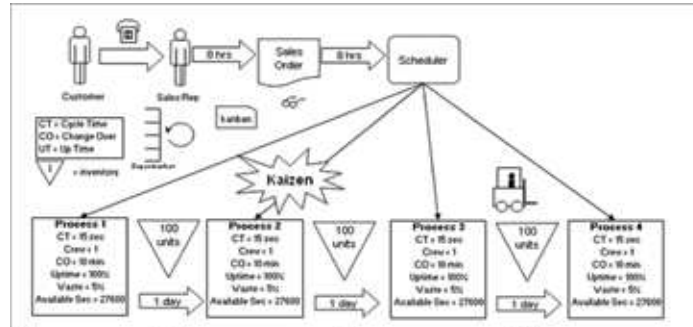 Customer
Sales Rep
8 hrs
Sales
Order
8 hrs
Scheduler
CT = Cycle Time
CO = Change Over
UT = Up Time
I
= inventory
Supermarket
kanban
Kaizen
Process 1
CT = 15 sec
Crew = 1
CO = 10 min
Uptime = 100%
Waste = 5%
Available Sec = 27600
100
units
1 day
Process 2
CT = 15 sec
Crew = 1
CO = 10 min
Uptime = 100%
Waste = 5%
Available Sec = 27600
100
units
1 day
Process 3
CT = 15 sec
Crew = 1
CO = 10 min
Uptime = 100%
Waste = 5%
Available Sec = 27600
100
units
1 day
Process 4
CT = 15 sec
Crew = 1
CO = 10 min
Uptime = 100%
Waste = 5%
Available Sec = 27600